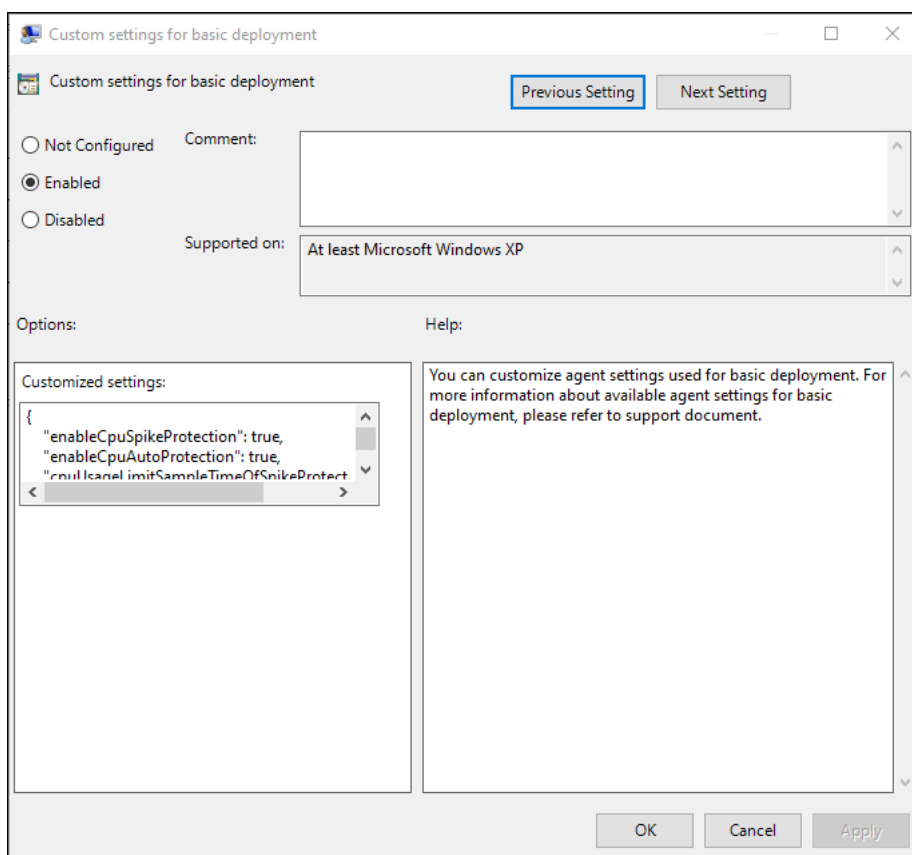 Custom settings for basic deployment
Custom settings for basic deployment
Previous Setting
Next Setting
Not Configured
Comment:
Enabled
Disabled
Supported on:
At least Microsoft Windows XP
Options:
Help:
Customized settings:
{
"enableCpuSpikeProtection": true,
"enableCpuAutoProtection": true,
"cpuUsageLimitSampleTimeOfSpikeProtect
You can customize agent settings used for basic deployment. For
more information about available agent settings for basic
deployment, please refer to support document.
OK
Cancel
Apply